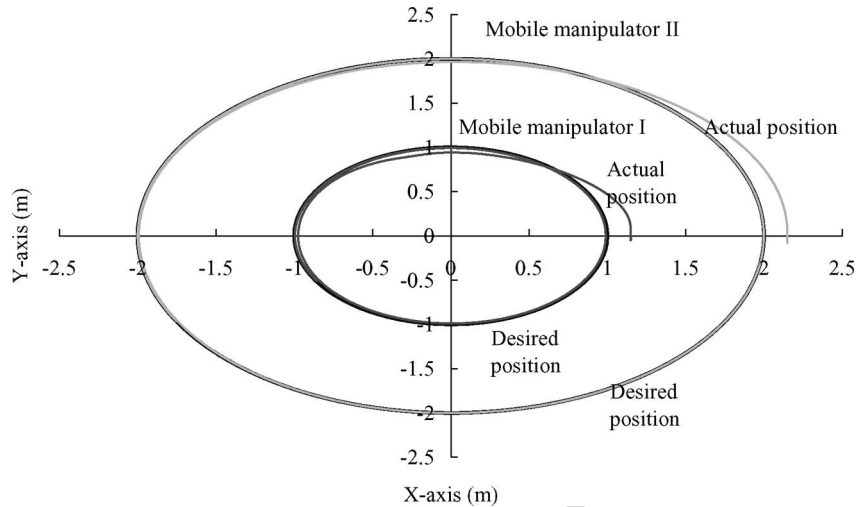 2.5
Mobile manipulator II
2
1.5
Actual position
Mobile manipulator I
1
Actual
position
0.5
0
-2.5 -2 -1.5 -1 -0.5 0 0.5 1 1.5 2 2.5
Y-axis (m)
-0.5
-1
Desired
position
-1.5
Desired
position
-2
-2.5
X-axis (m)